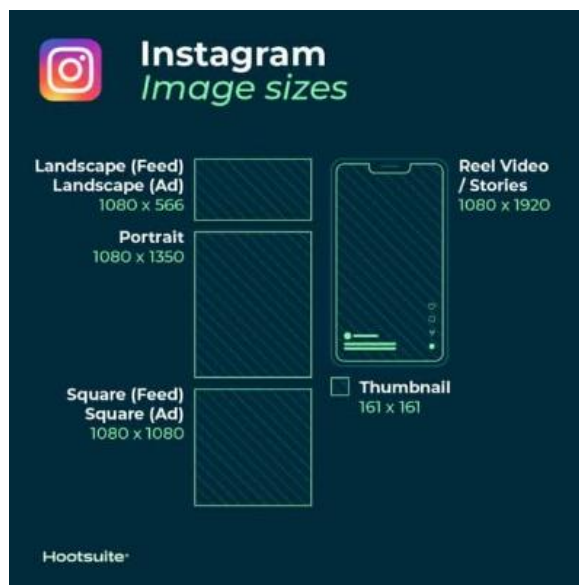 Instagram
Image sizes
Landscape (Feed)
Landscape (Ad)
1080 x 566
Portrait
1080 x 1350
Square (Feed)
Square (Ad)
1080 x 1080
Reel Video
/ Stories
1080 x 1920
Thumbnail
161 x 161
Hootsuite